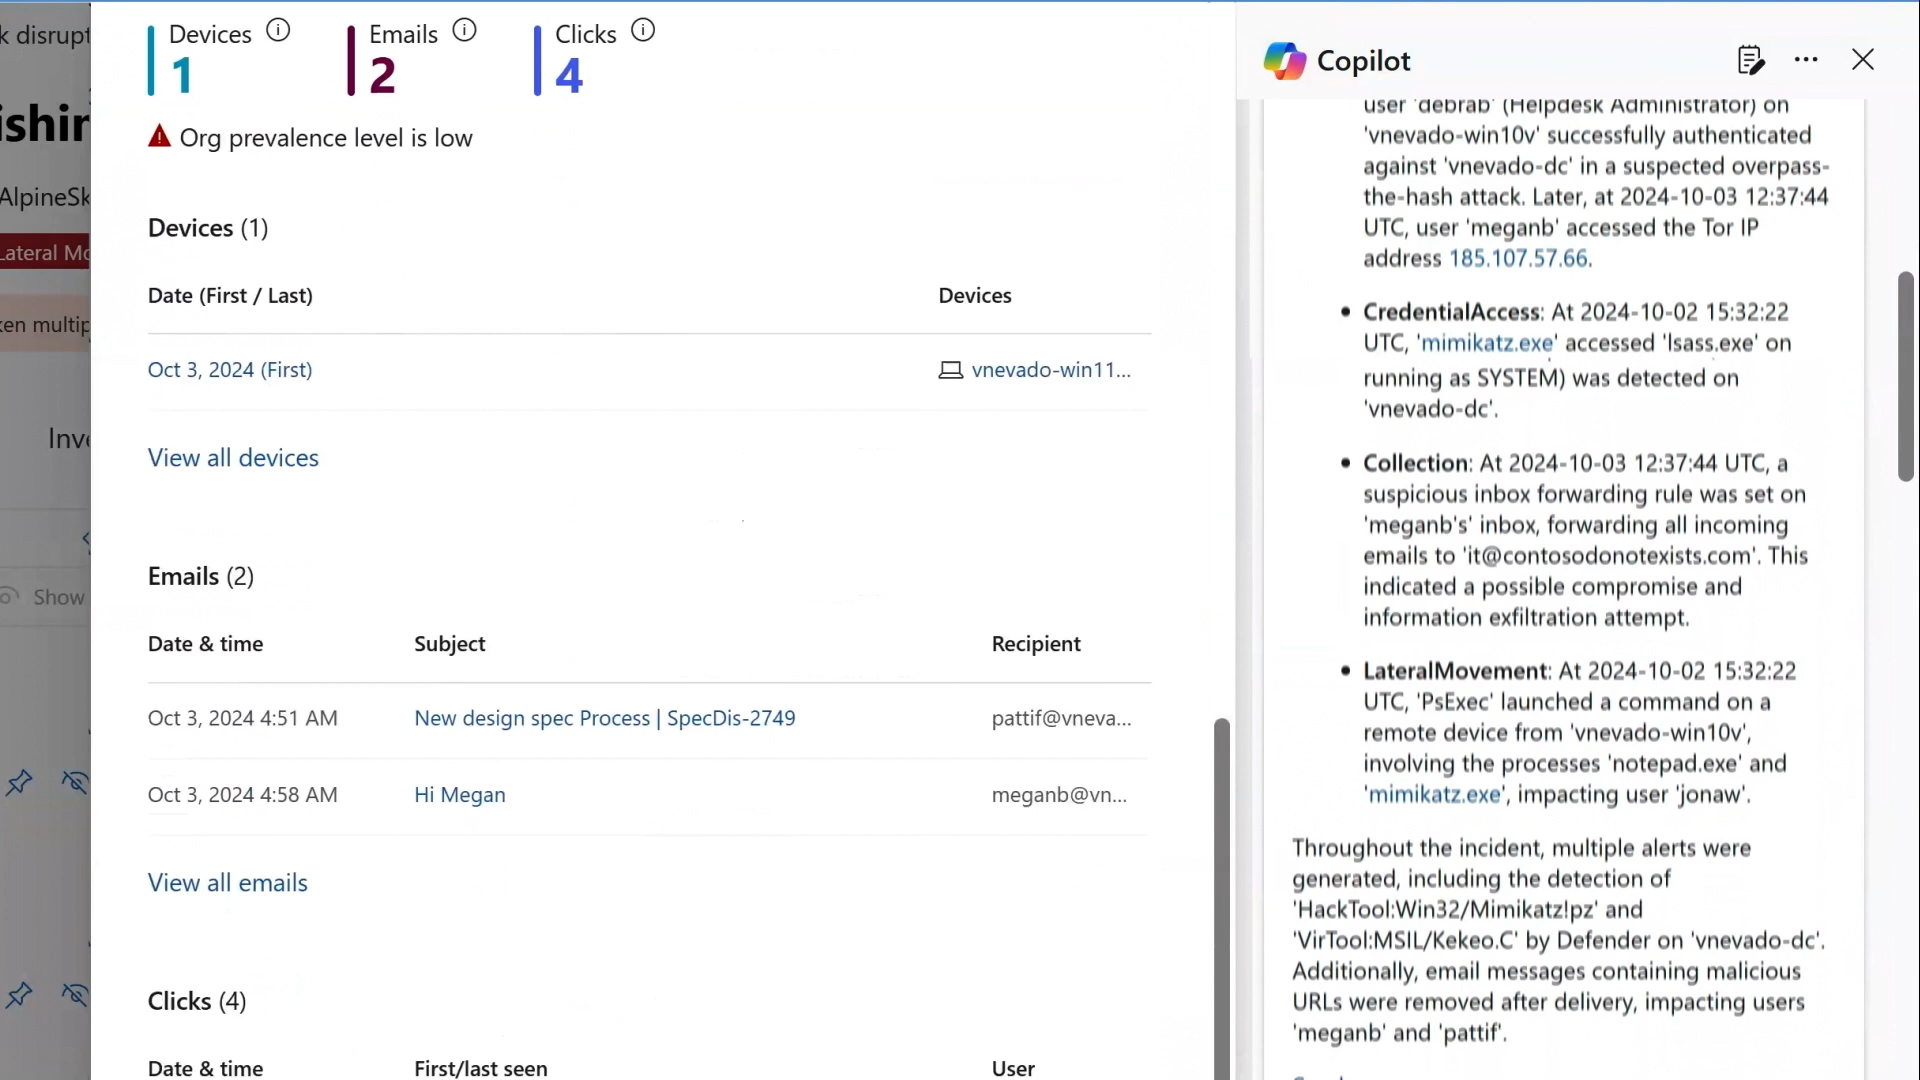 k disrupt
ishin
AlpineSk
Lateral Mo
ken multip
Inve
Show
Devices
1
Emails
2
Clicks
4
Org prevalence level is low
Devices (1)
Date (First / Last) Devices
Oct 3, 2024 (First) vnevado-win11...
View all devices
Emails (2)
Date & time Subject Recipient
Oct 3, 2024 4:51 AM New design spec Process | SpecDis-2749 pattif@vneva...
Oct 3, 2024 4:58 AM Hi Megan meganb@vn...
View all emails
Clicks (4)
Date & time First/last seen User
Copilot
user 'debrab' (Helpdesk Administrator) on
'vnevado-win10v' successfully authenticated
against 'vnevado-dc' in a suspected overpass-
the-hash attack. Later, at 2024-10-03 12:37:44
UTC, user 'meganb' accessed the Tor IP
address 185.107.57.66.
• CredentialAccess: At 2024-10-02 15:32:22
UTC, 'mimikatz.exe' accessed 'lsass.exe' on
running as SYSTEM) was detected on
'vnevado-dc'.
• Collection: At 2024-10-03 12:37:44 UTC, a
suspicious inbox forwarding rule was set on
'meganb's' inbox, forwarding all incoming
emails to 'it@contosodonotexists.com'. This
indicated a possible compromise and
information exfiltration attempt.
• LateralMovement: At 2024-10-02 15:32:22
UTC, 'PsExec' launched a command on a
remote device from 'vnevado-win10v',
involving the processes 'notepad.exe' and
'mimikatz.exe', impacting user 'jonaw'.
Throughout the incident, multiple alerts were
generated, including the detection of
'HackTool:Win32/Mimikatz!pz' and
'VirTool:MSIL/Kekeo.C' by Defender on 'vnevado-dc'.
Additionally, email messages containing malicious
URLs were removed after delivery, impacting users
'meganb' and 'pattif'.